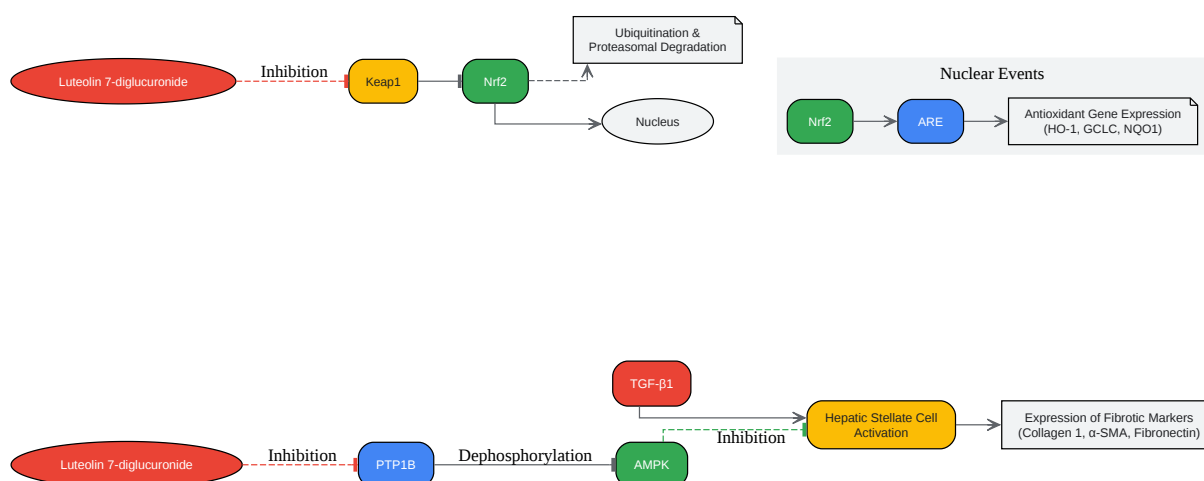 Ubiquitination &
Proteasomal Degradation
Luteolin 7-diglucuronide
Inhibition
Keap1
Nrf2
Nucleus
Nuclear Events
Nrf2
ARE
Antioxidant Gene Expression
(HO-1, GCLC, NQO1)
TGF-β1
Hepatic Stellate Cell
Activation
Expression of Fibrotic Markers
(Collagen 1, α-SMA, Fibronectin)
Inhibition
Luteolin 7-diglucuronide
Inhibition
PTP1B
Dephosphorylation
AMPK